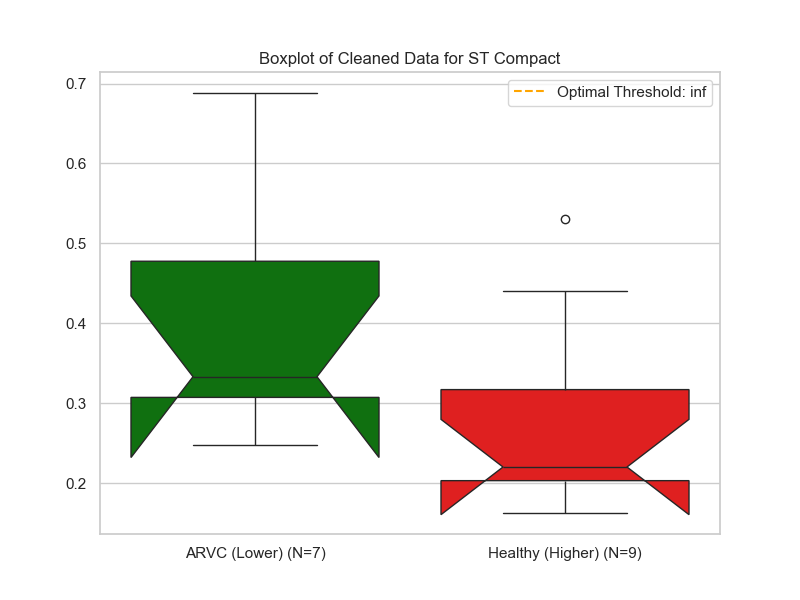 Boxplot of Cleaned Data for ST Compact
Optimal Threshold: inf
0.7
0.6
0.5
0.4
0.3
0.2
ARVC (Lower) (N=7)
Healthy (Higher) (N=9)